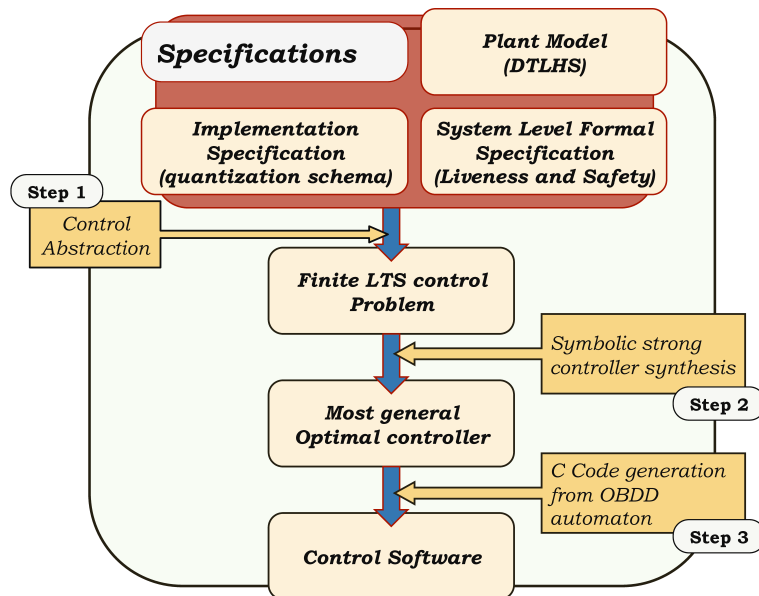 Specifications
Plant Model
(DTLHS)
Implementation
Specification
(quantization schema)
System Level Formal
Specification
(Liveness and Safety)
Step 1
Control
Abstraction
Finite LTS control
Problem
Symbolic strong
controller synthesis
Step 2
Most general
Optimal controller
C Code generation
from OBDD
automaton
Step 3
Control Software